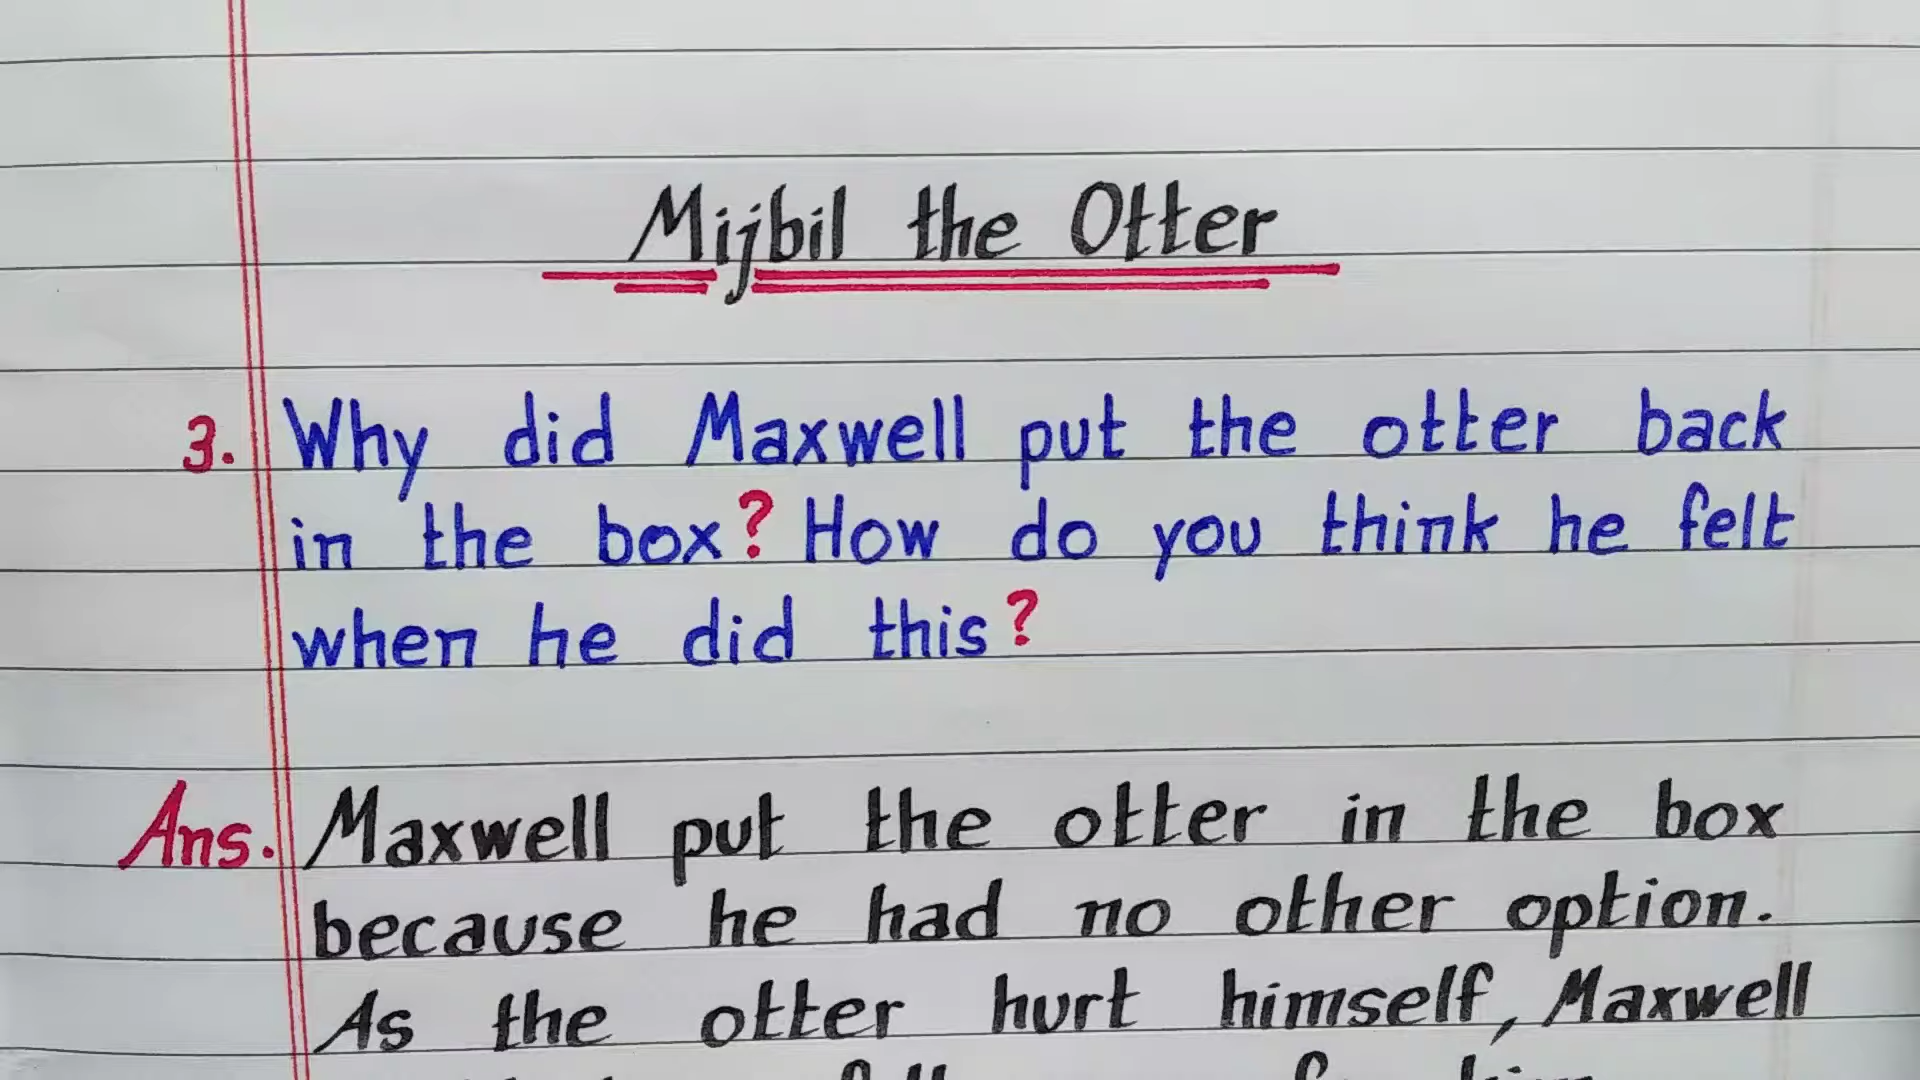 Mijbil the Otter
3. Why did Maxwell put the otter back
in the box? How do you think he felt
when he did this?
Ans. Maxwell put the otter in the box
because he had no other option.
As the otter hurt himself, Maxwell